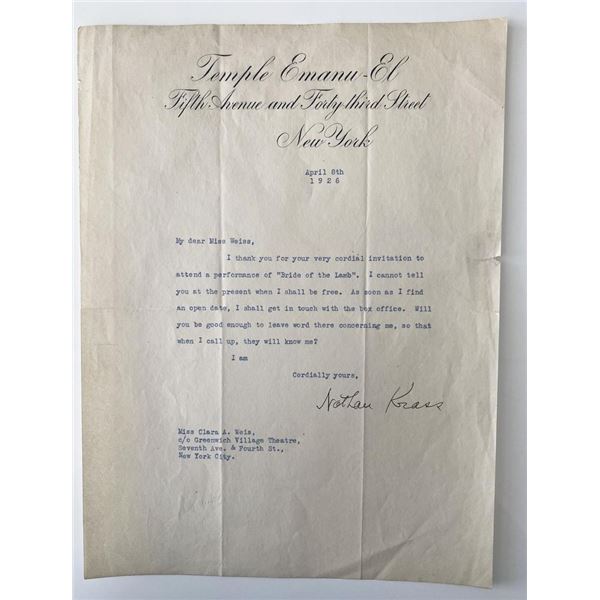 Temple Emanu-El
Fifth Avenue and Forty-third Street
New York
April 8th
1926
My dear Miss Weiss,
I thank you for your very cordial invitation to
attend a performance of "Bride of the Lamb". I cannot tell
you at the present when I shall be free. As soon as I find
an open date, I shall get in touch with the box office. Will
you be good enough to leave word there concerning me, so that
when I call up, they will know me?
I am
Cordially yours,
Nathan Krass
Miss Clara A. Weis,
c/o Greenwich Village Theatre,
Seventh Ave. & Fourth St.,
New York City.